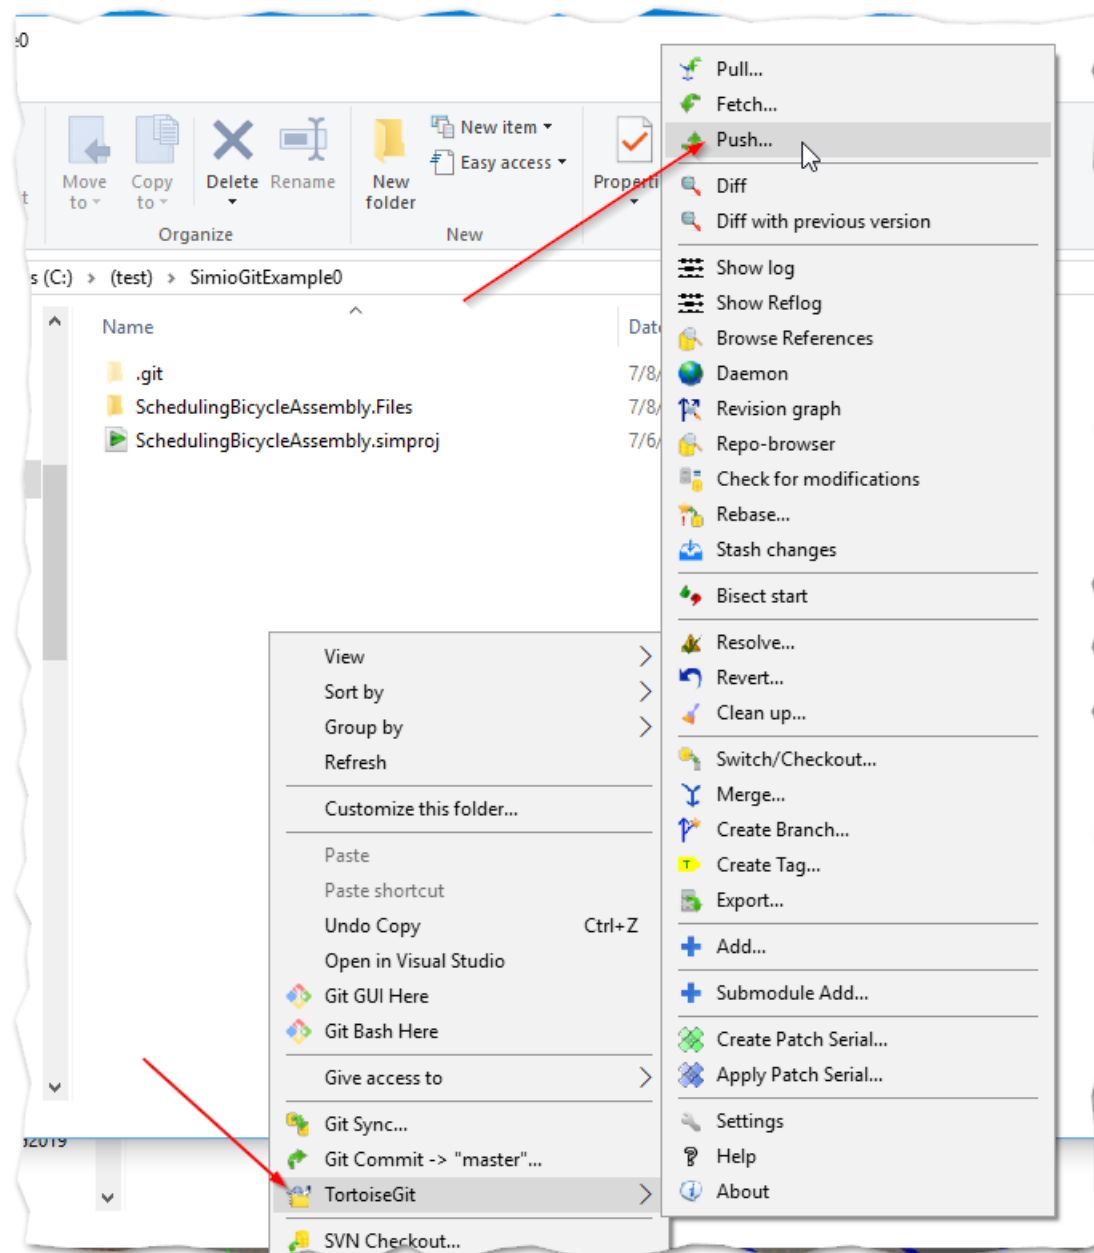 Move to
Copy to
Delete
Rename
New folder
New item
Easy access
Organize
New
(C:) > (test) > SimioGitExample0
Name
.git
SchedulingBicycleAssembly.Files
SchedulingBicycleAssembly.simproj
7/8/
7/8/
7/6/
View
Sort by
Group by
Refresh
Customize this folder...
Paste
Paste shortcut
Undo Copy Ctrl+Z
Open in Visual Studio
Git GUI Here
Git Bash Here
Give access to
Git Sync...
Git Commit -> "master"...
TortoiseGit
SVN Checkout...
Pull...
Fetch...
Push...
Diff
Diff with previous version
Show log
Show Reflog
Browse References
Daemon
Revision graph
Repo-browser
Check for modifications
Rebase...
Stash changes
Bisect start
Resolve...
Revert...
Clean up...
Switch/Checkout...
Merge...
Create Branch...
Create Tag...
Export...
Add...
Submodule Add...
Create Patch Serial...
Apply Patch Serial...
Settings
Help
About